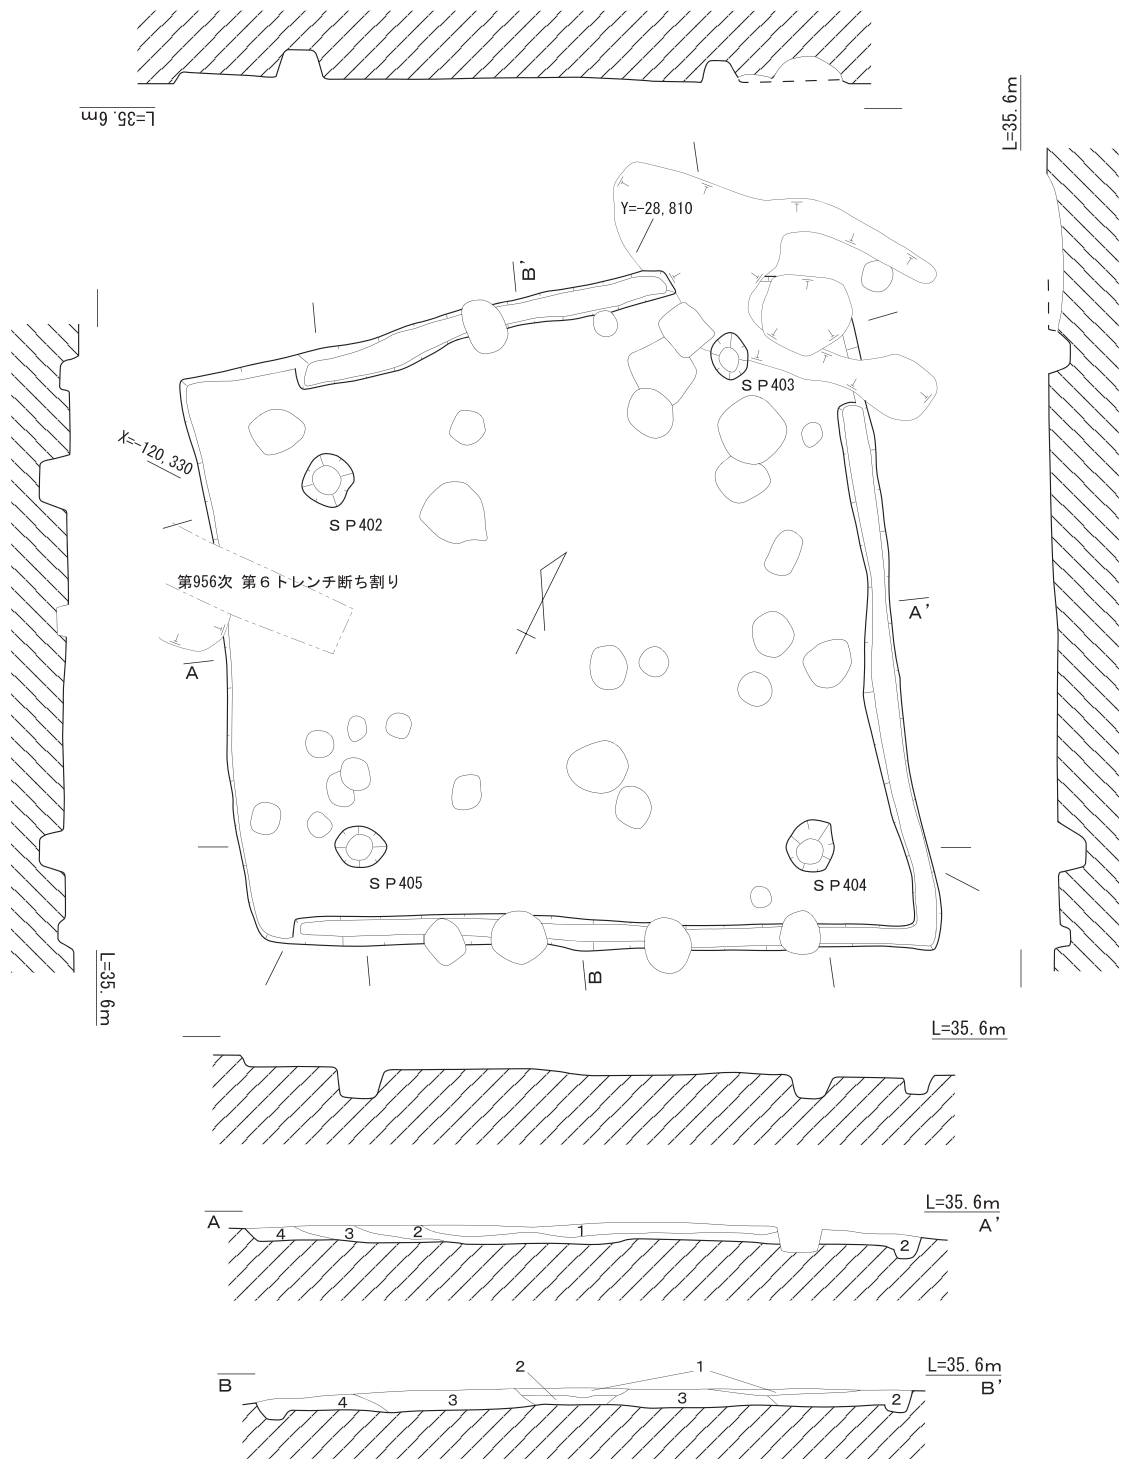 L=35.6m
L=35.6m
Y=-28,810
B'
ＳＰ403
X=-120,330
ＳＰ402
第956次 第６トレンチ断ち割り
A'
A
ＳＰ405
ＳＰ404
B
L=35.6m
L=35.6m
L=35.6m
A
A'
4
3
2
1
2
L=35.6m
2
1
B
B'
4
3
3
2